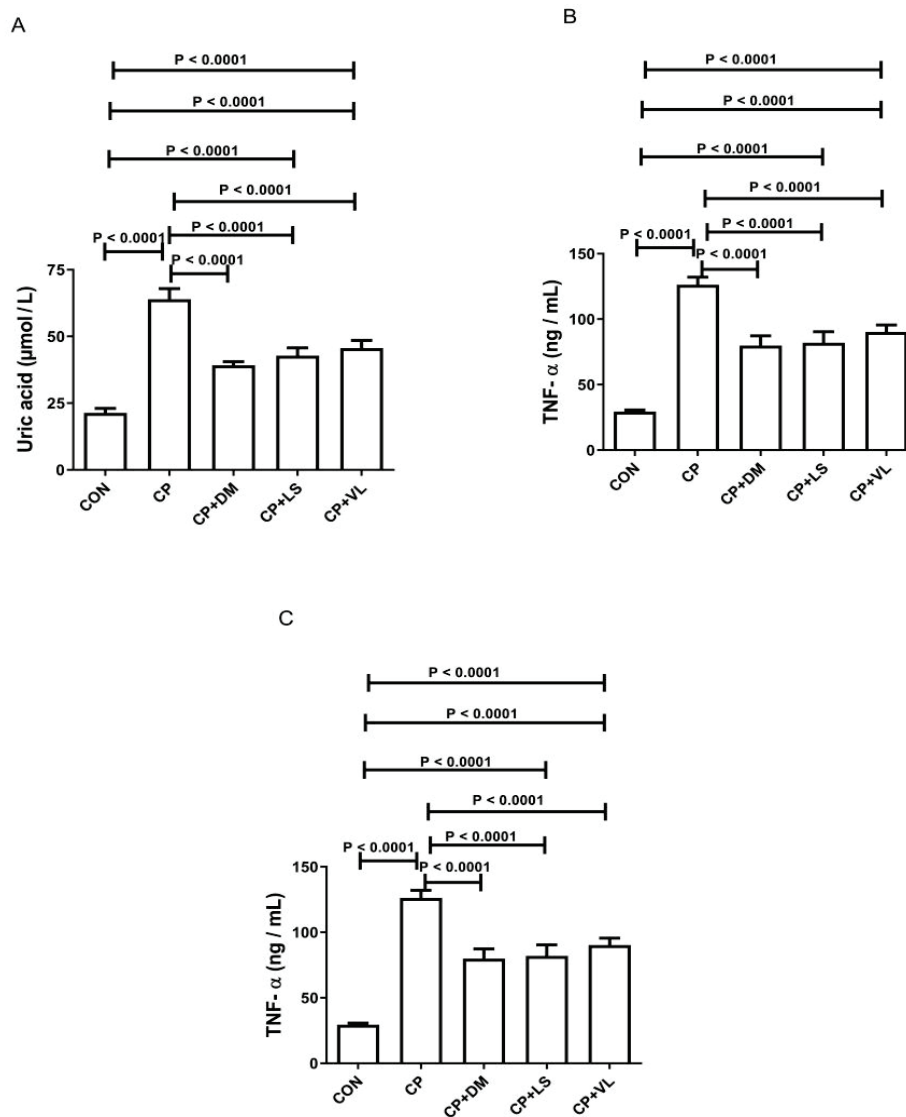 A
P < 0.0001
P < 0.0001
P < 0.0001
P < 0.0001
P < 0.0001
P < 0.0001
P < 0.0001
Uric acid (µmol / L)
75
50
25
0
CON
CP
CP+DM
CP+LS
CP+VL
B
P < 0.0001
P < 0.0001
P < 0.0001
P < 0.0001
P < 0.0001
P < 0.0001
P < 0.0001
TNF- α (ng / mL)
150
100
50
0
CON
CP
CP+DM
CP+LS
CP+VL
C
P < 0.0001
P < 0.0001
P < 0.0001
P < 0.0001
P < 0.0001
P < 0.0001
P < 0.0001
TNF- α (ng / mL)
150
100
50
0
CON
CP
CP+DM
CP+LS
CP+VL